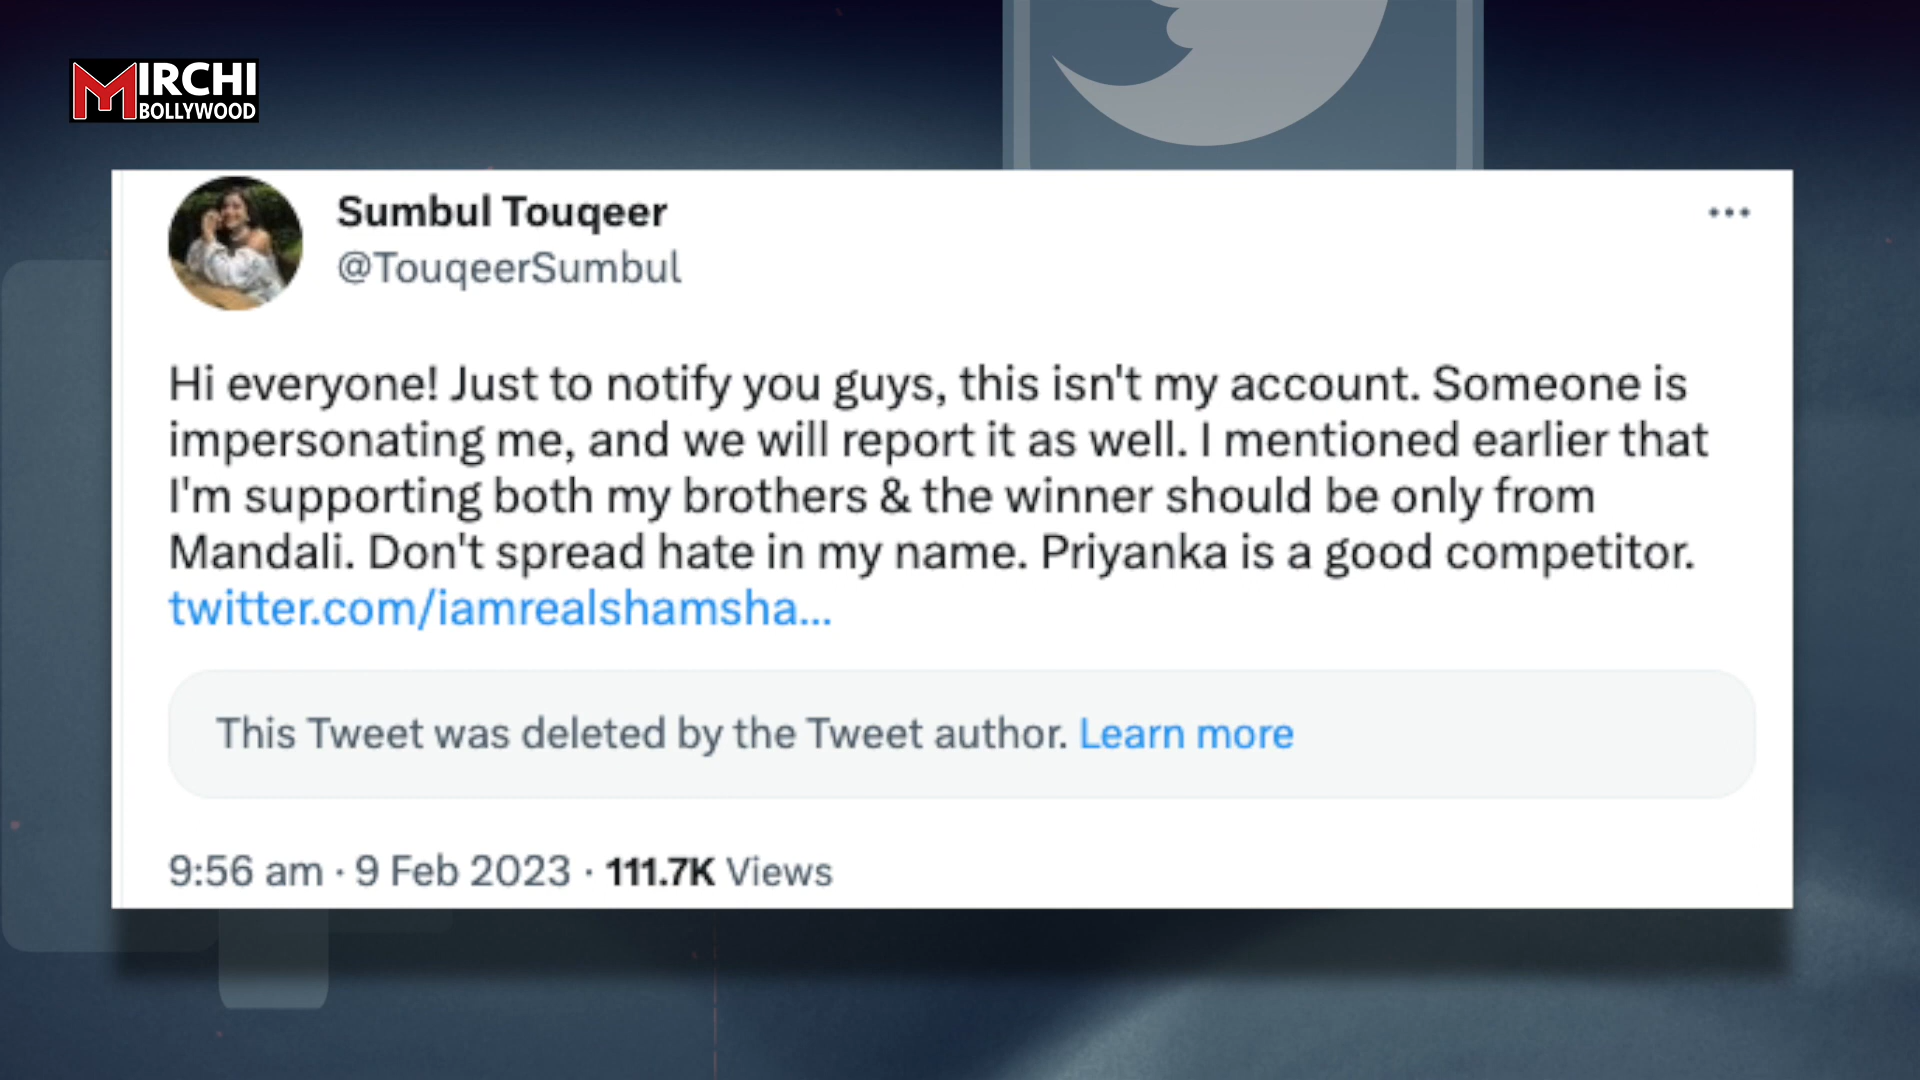 MIRCHI
BOLLYWOOD
Sumbul Touqeer
@TouqeerSumbul
Hi everyone! Just to notify you guys, this isn't my account. Someone is
impersonating me, and we will report it as well. I mentioned earlier that
I'm supporting both my brothers & the winner should be only from
Mandali. Don't spread hate in my name. Priyanka is a good competitor.
twitter.com/iamrealshamsha...
This Tweet was deleted by the Tweet author. Learn more
9:56 am · 9 Feb 2023 · 111.7K Views